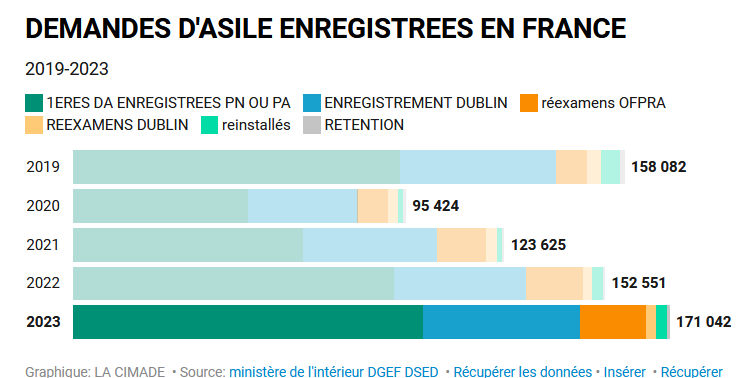 DEMANDES D'ASILE ENREGISTREES EN FRANCE
2019-2023
1ERES DA ENREGISTREES PN OU PA ENREGISTREMENT DUBLIN réexamens OFPRA
REEXAMENS DUBLIN reinstallés RETENTION
2019 158 082
2020 95 424
2021 123 625
2022 152 551
2023 171 042
Graphique: LA CIMADE • Source: ministère de l'intérieur DGEF DSED • Récupérer les données • Insérer • Récupérer